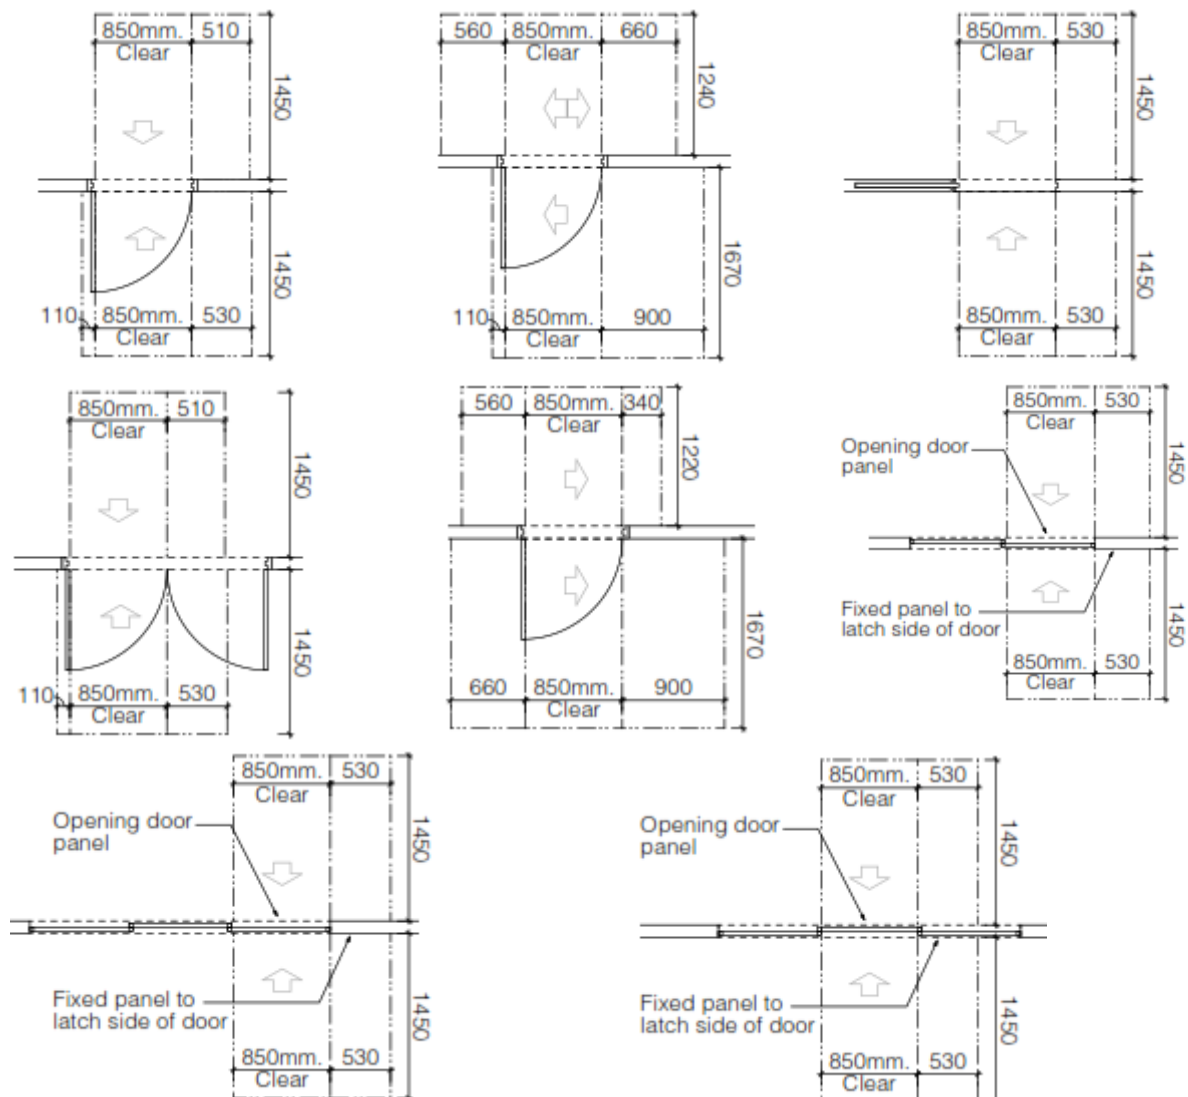 850mm. 510
Clear
1450
1450
110 850mm. 530
Clear
560 850mm. 660
Clear
1240
1670
110 850mm. 900
Clear
850mm. 530
Clear
1450
1450
850mm. 530
Clear
850mm. 510
Clear
1450
1450
110 850mm. 530
Clear
560 850mm. 340
Clear
1220
1670
660 850mm. 900
Clear
850mm. 530
Clear
1450
Opening door
panel
Fixed panel to
latch side of door
1450
850mm. 530
Clear
850mm. 530
Clear
1450
Opening door
panel
Fixed panel to
latch side of door
1450
850mm. 530
Clear
850mm. 530
Clear
1450
Opening door
panel
Fixed panel to
latch side of door
1450
850mm. 530
Clear